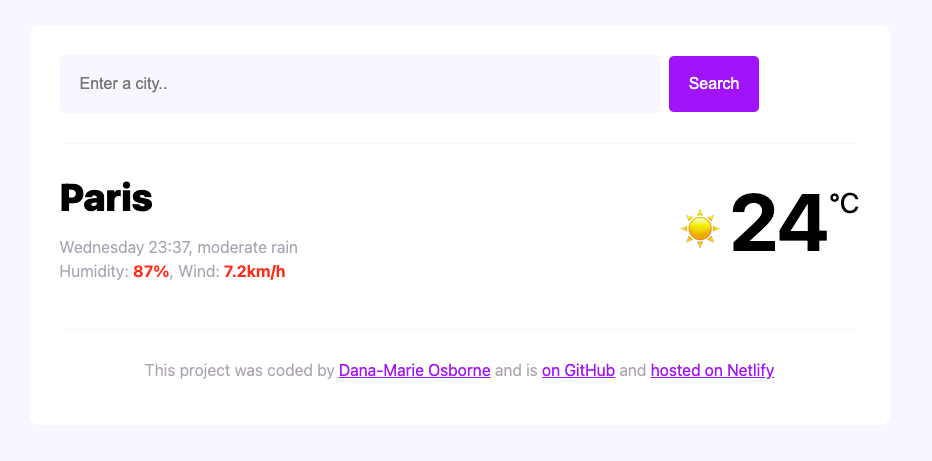 Enter a city..
Search
Paris
Wednesday 23:37, moderate rain
Humidity: 87%, Wind: 7.2km/h
24°C
This project was coded by Dana-Marie Osborne and is on GitHub and hosted on Netlify